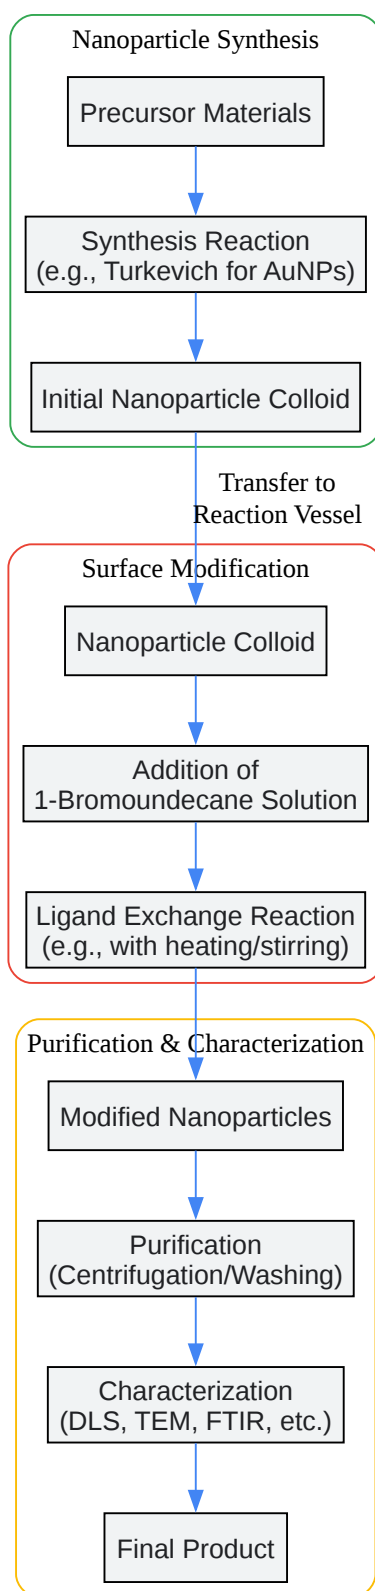 Nanoparticle Synthesis
Precursor Materials
Synthesis Reaction
(e.g., Turkevich for AuNPs)
Initial Nanoparticle Colloid
Transfer to
Reaction Vessel
Surface Modification
Nanoparticle Colloid
Addition of
1-Bromoundecane Solution
Ligand Exchange Reaction
(e.g., with heating/stirring)
Purification & Characterization
Modified Nanoparticles
Purification
(Centrifugation/Washing)
Characterization
(DLS, TEM, FTIR, etc.)
Final Product